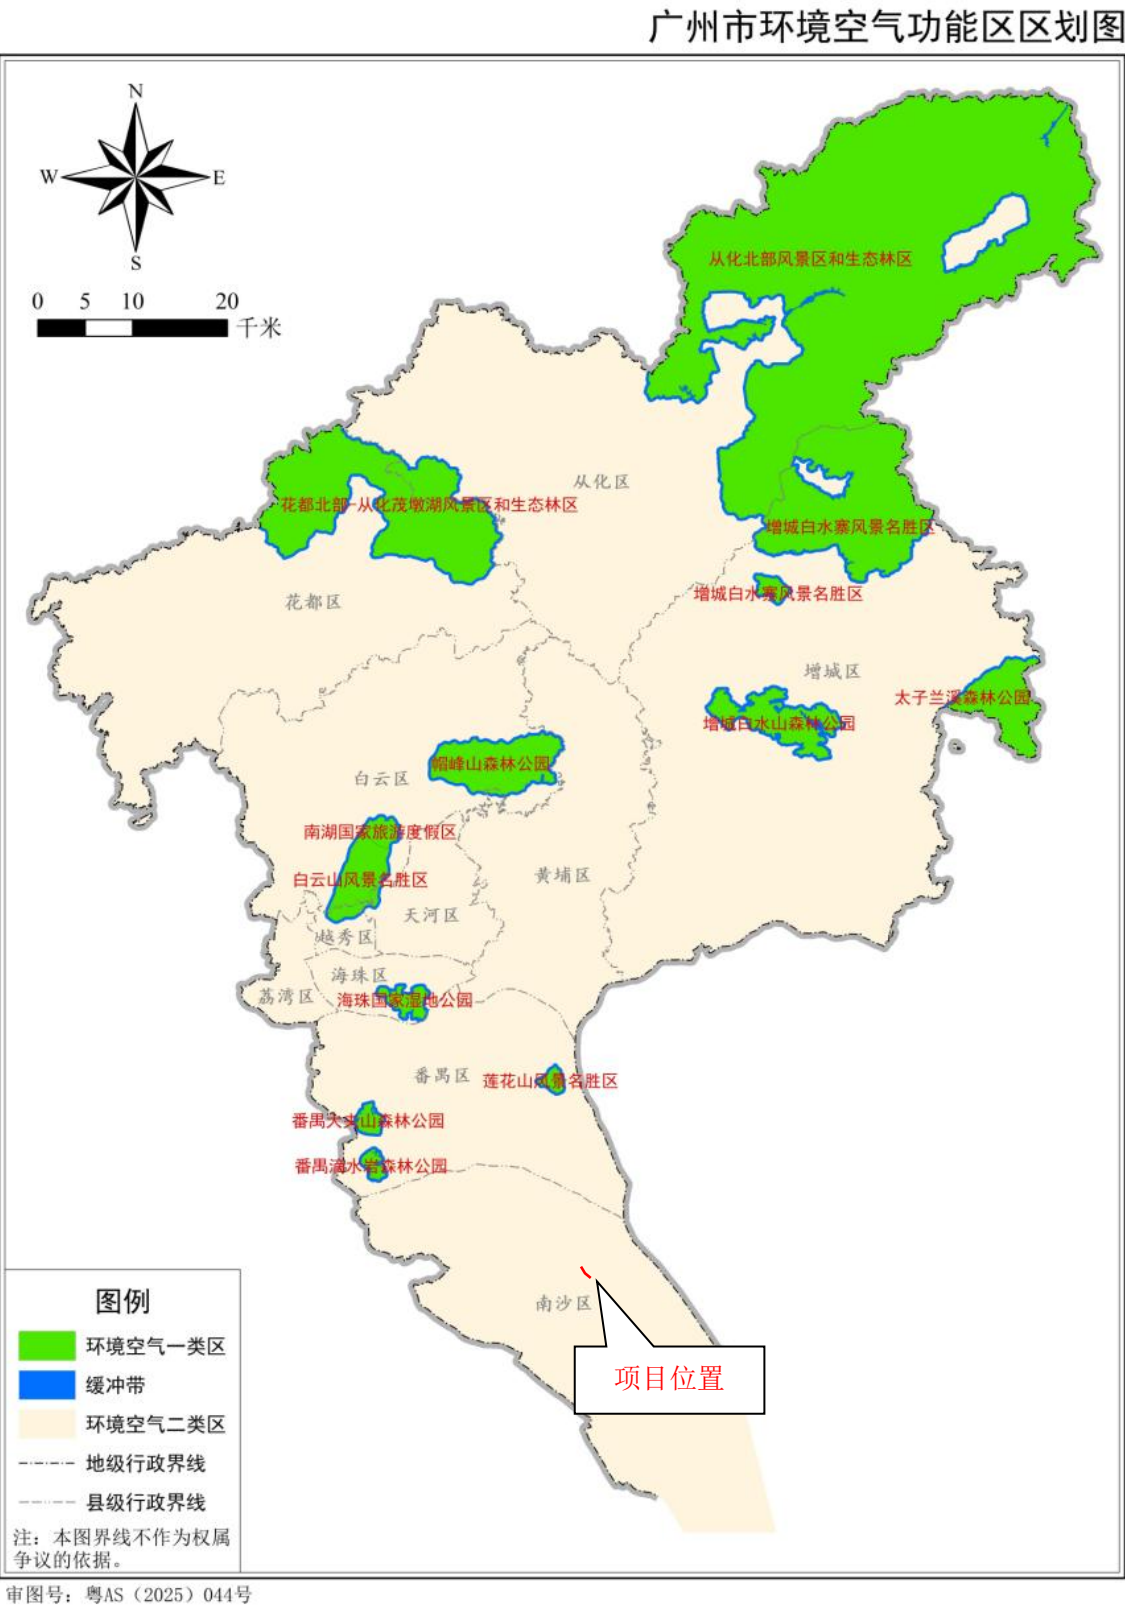 广州市环境空气功能区区划图
N
W
E
S
0 5 10 20
千米
从化北部风景区和生态林区
从化区
花都北部-从化茂墩湖风景区和生态林区
增城白水寨风景名胜区
增城白水寨风景名胜区
花都区
增城区
太子兰溪森林公园
增城白水山森林公园
帽峰山森林公园
白云区
南湖国家旅游度假区
白云山风景名胜区
黄埔区
天河区
越秀区
海珠区
荔湾区
海珠国家湿地公园
番禺区
莲花山风景名胜区
番禺大夫山森林公园
番禺滴水岩森林公园
南沙区
项目位置
图例
环境空气一类区
缓冲带
环境空气二类区
地级行政界线
县级行政界线
注：本图界线不作为权属
争议的依据。
审图号：粤AS（2025）044号